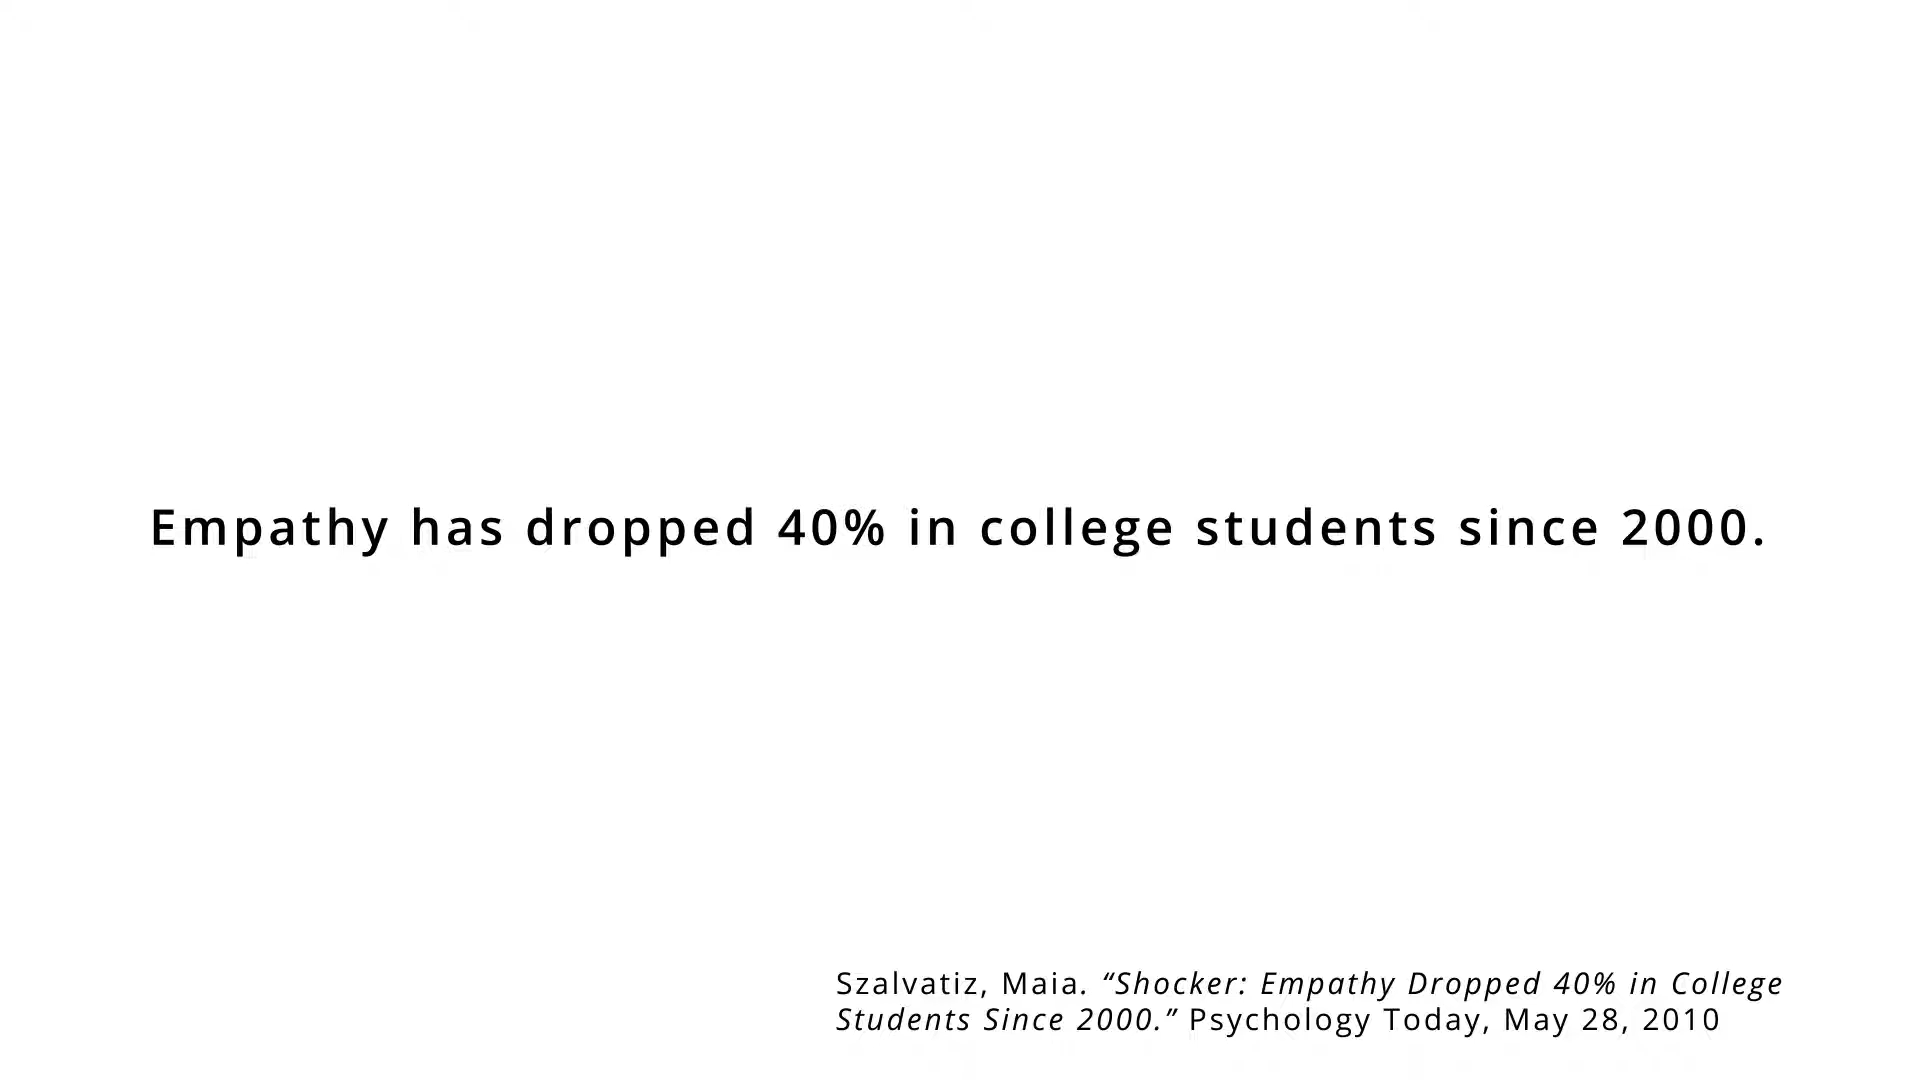 Empathy has dropped 40% in college students since 2000.
Szalvatiz, Maia. “Shocker: Empathy Dropped 40% in College
Students Since 2000.” Psychology Today, May 28, 2010